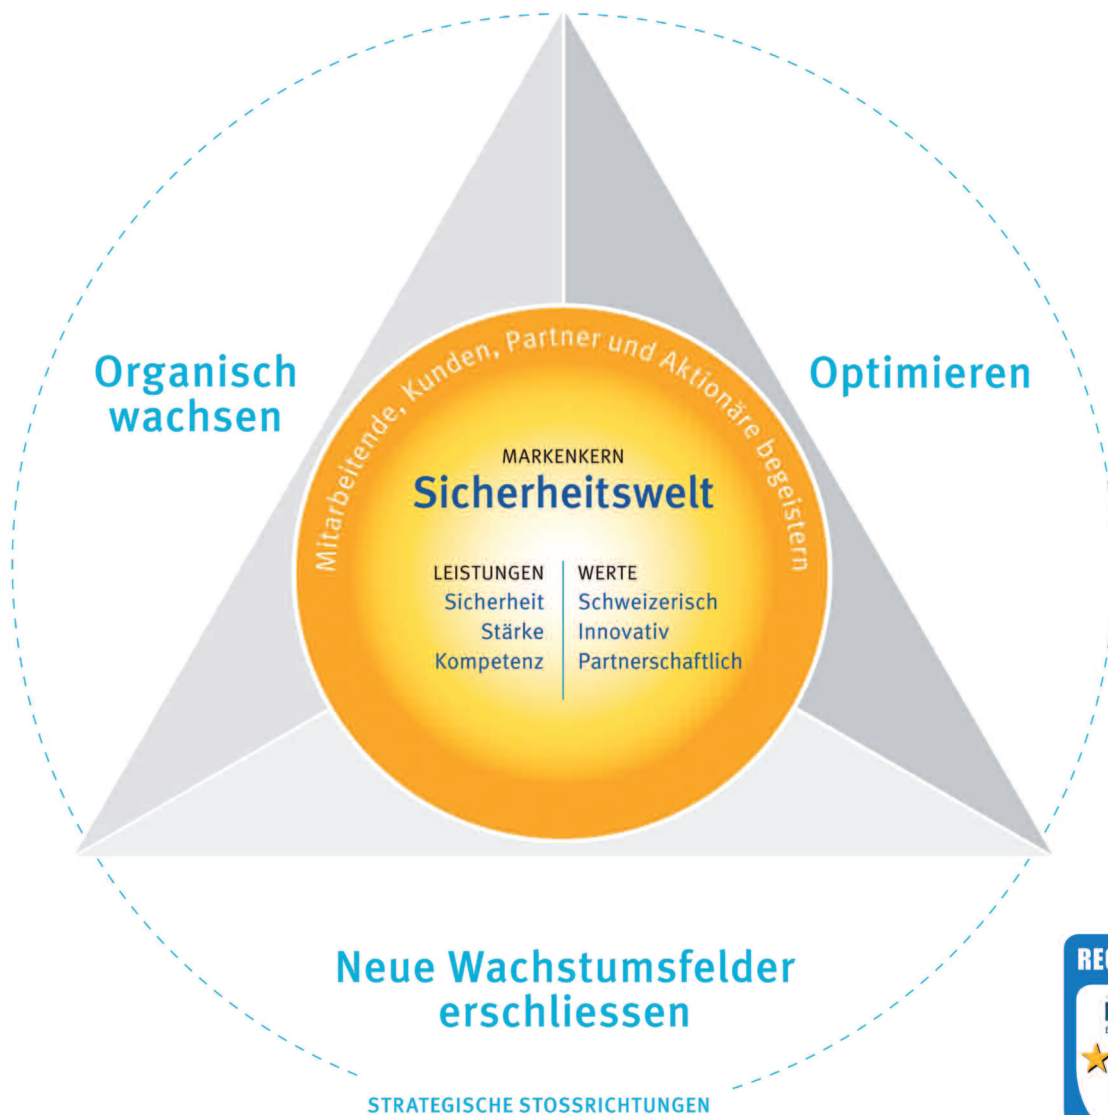 Organisch
wachsen
Optimieren
Mitarbeitende, Kunden, Partner und Aktionäre begeistern
MARKENKERN
Sicherheitswelt
LEISTUNGEN
Sicherheit
Stärke
Kompetenz
WERTE
Schweizerisch
Innovativ
Partnerschaftlich
Neue Wachstumsfelder
erschliessen
STRATEGISCHE STOSSRICHTUNGEN